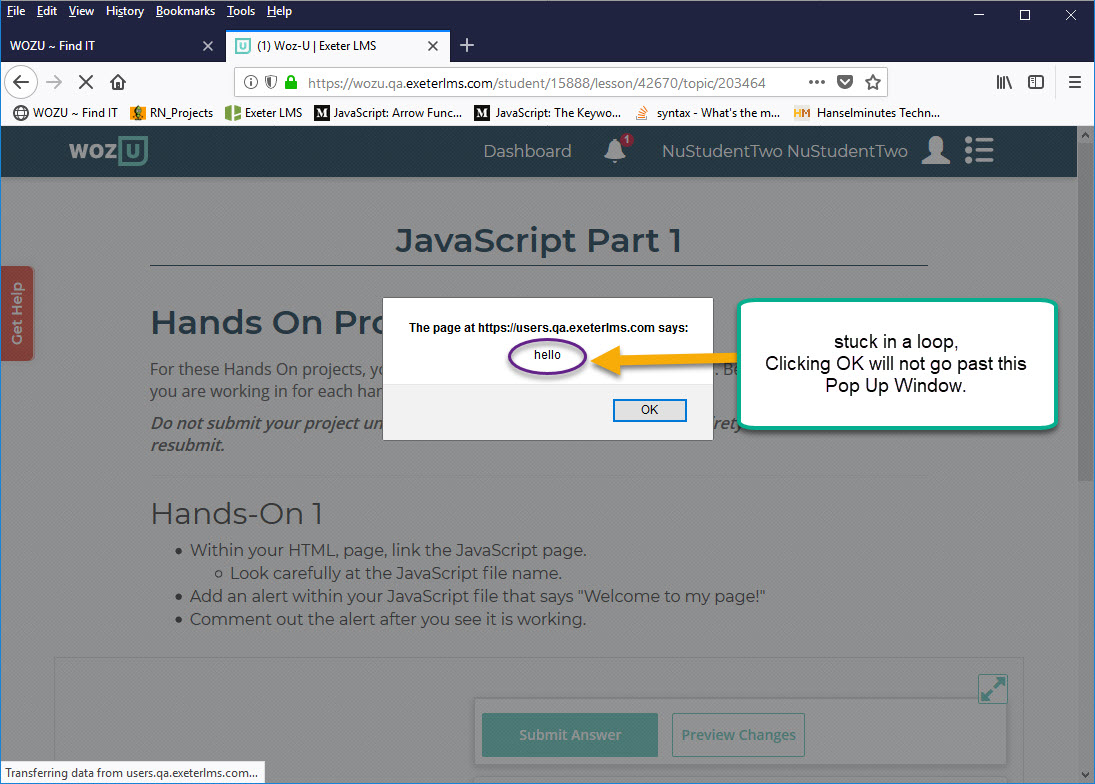 File Edit View History Bookmarks Tools Help
WOZU ~ Find IT
(1) Woz-U | Exeter LMS
https://wozu.qa.exeterlms.com/student/15888/lesson/42670/topic/203464
WOZU ~ Find IT
RN_Projects
Exeter LMS
JavaScript: Arrow Func...
JavaScript: The Keywo...
syntax - What's the m...
HM Hanselminutes Techn...
woz U
Dashboard
1
NuStudentTwo NuStudentTwo
JavaScript Part 1
Get Help
Hands On Pro
The page at https://users.qa.exeterlms.com says:
hello
OK
stuck in a loop,
Clicking OK will not go past this
Pop Up Window.
For these Hands On projects, yo
. Be
you are working in for each han
Do not submit your project un
rety
resubmit.
Hands-On 1
Within your HTML, page, link the JavaScript page.
Look carefully at the JavaScript file name.
Add an alert within your JavaScript file that says "Welcome to my page!"
Comment out the alert after you see it is working.
Submit Answer
Preview Changes
Transferring data from users.qa.exeterlms.com...